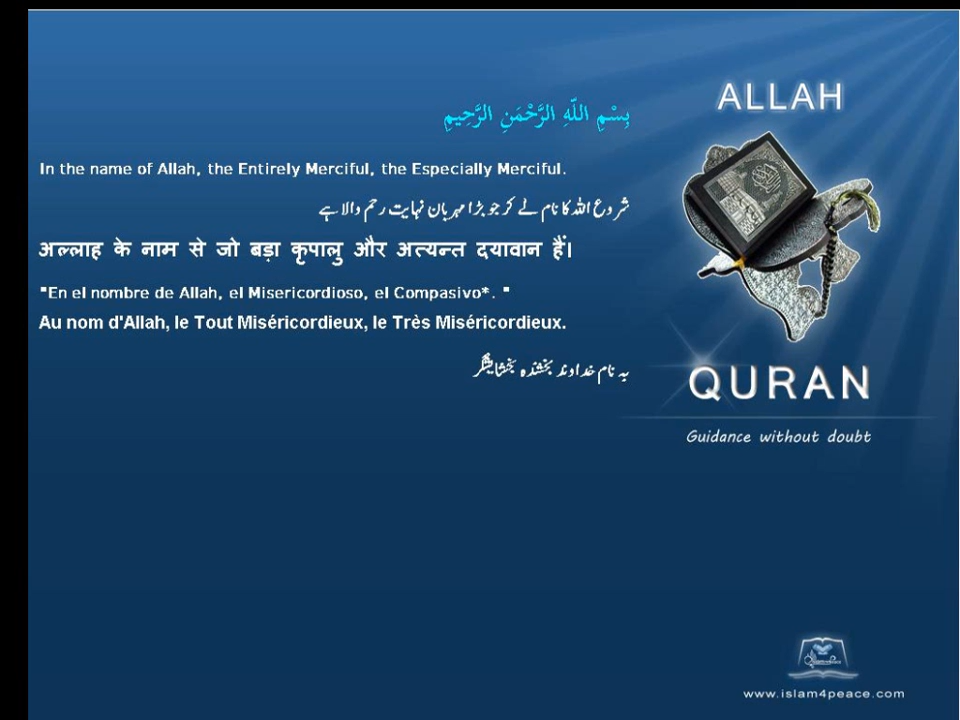 بِسْمِ اللَّهِ الرَّحْمَنِ الرَّحِيمِ
In the name of Allah, the Entirely Merciful, the Especially Merciful.
شروع الله کا نام لے کر جو بڑا مہربان نہایت رحم والا ہے
अल्लाह के नाम से जो बड़ा कृपालु और अत्यन्त दयावान हैं।
"En el nombre de Allah, el Misericordioso, el Compasivo*. "
Au nom d'Allah, le Tout Miséricordieux, le Très Miséricordieux.
به نام خداوند بخشنده بخشایشگر
ALLAH
QURAN
Guidance without doubt
www.islam4peace.com